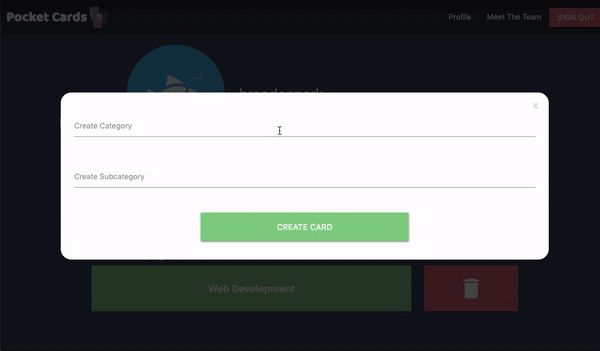 Pocket Cards
Profile
Meet The Team
SIGN OUT
x
Create Category
Create Subcategory
CREATE CARD
Web Development